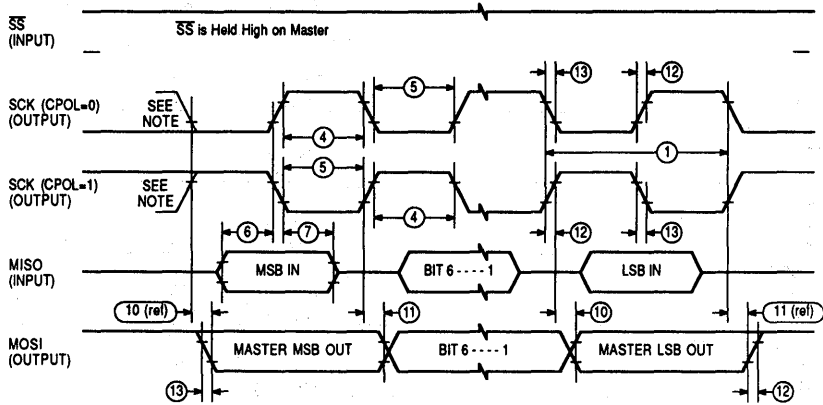 SS
(INPUT)
SS is Held High on Master
13
12
5
SCK (CPOL=0)
(OUTPUT)
SEE
NOTE
4
1
5
SCK (CPOL=1)
(OUTPUT)
SEE
NOTE
4
12
13
6
7
MISO
(INPUT)
MSB IN
BIT 6 - - - - 1
LSB IN
10 (ref)
11
10
11 (ref)
MOSI
(OUTPUT)
MASTER MSB OUT
BIT 6 - - - - 1
MASTER LSB OUT
13
12